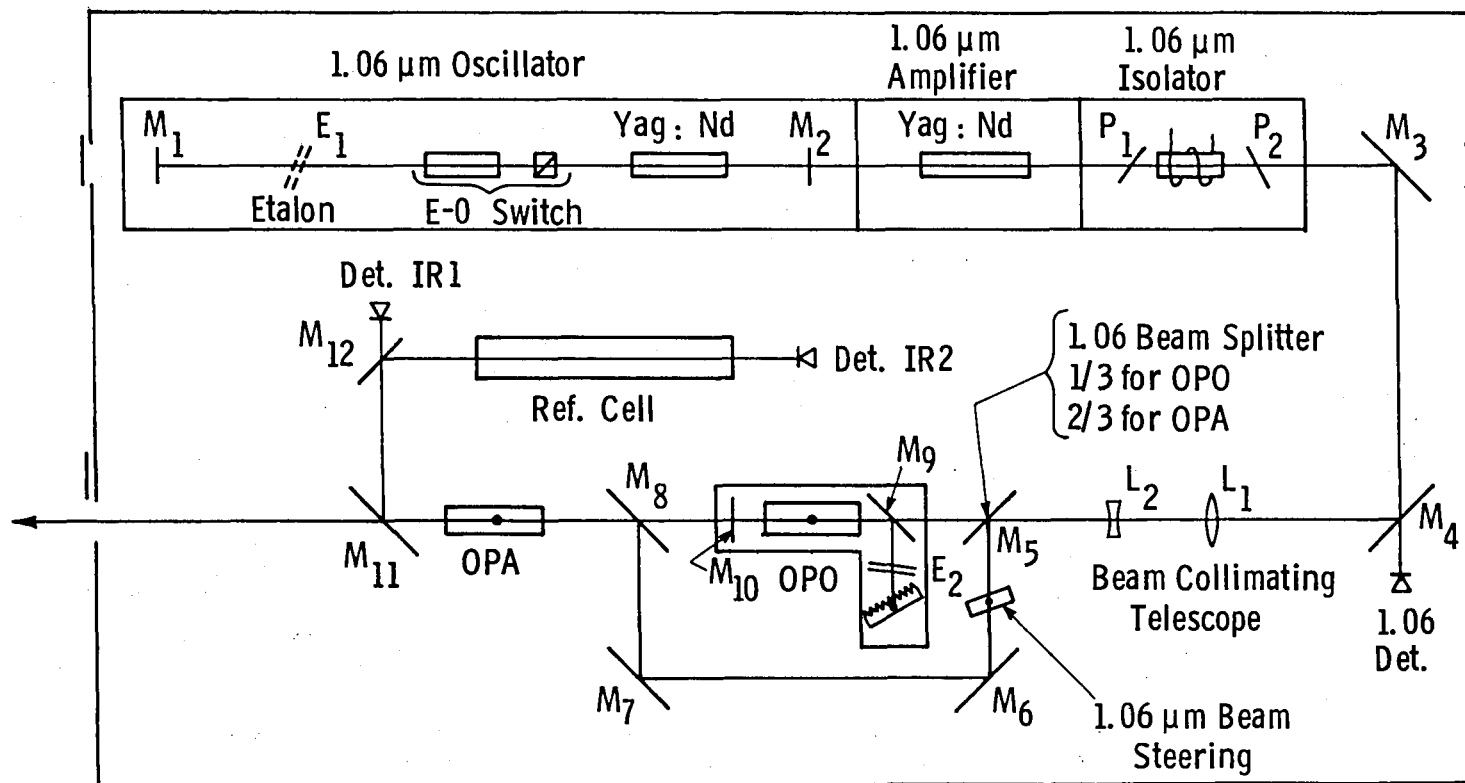 1.06 μm Oscillator
1.06 μm
Amplifier
1.06 μm
Isolator
M1
E1
Etalon
E-O Switch
Yag : Nd
M2
Yag : Nd
P1
P2
M3
Det. IR1
M12
Ref. Cell
Det. IR2
1.06 Beam Splitter
1/3 for OPO
2/3 for OPA
M11
OPA
M8
M10
OPO
M9
E2
M5
L2
L1
M4
Beam Collimating
Telescope
1.06
Det.
M7
M6
1.06 μm Beam
Steering